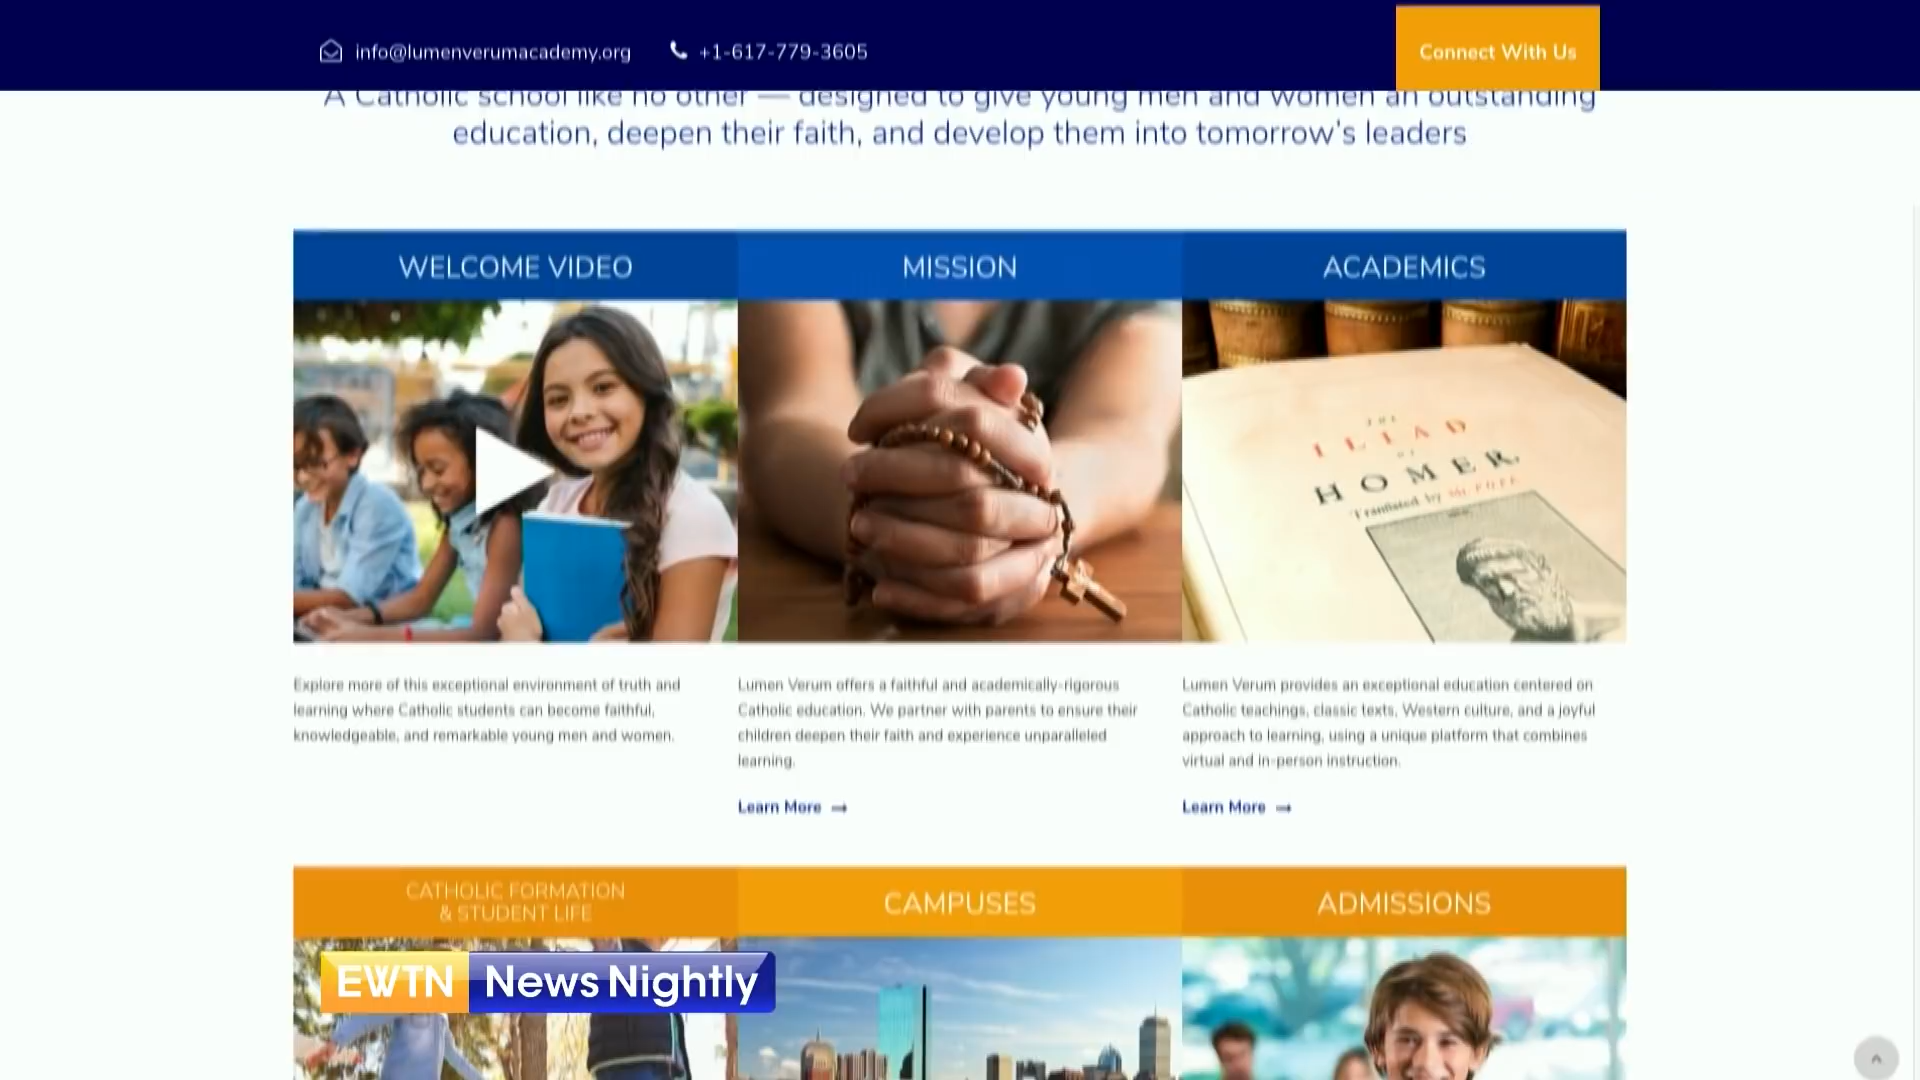 info@lumenverumacademy.org
+1-617-779-3605
Connect With Us
A Catholic school like no other — designed to give young men and women an outstanding
education, deepen their faith, and develop them into tomorrow's leaders
WELCOME VIDEO
MISSION
ACADEMICS
THE
ILIAD
OF
HOMER.
Translated by Mr. POPE
Explore more of this exceptional environment of truth and
learning where Catholic students can become faithful,
knowledgeable, and remarkable young men and women.
Lumen Verum offers a faithful and academically-rigorous
Catholic education. We partner with parents to ensure their
children deepen their faith and experience unparalleled
learning.
Learn More
Lumen Verum provides an exceptional education centered on
Catholic teachings, classic texts, Western culture, and a joyful
approach to learning, using a unique platform that combines
virtual and in-person instruction.
Learn More
CATHOLIC FORMATION
& STUDENT LIFE
CAMPUSES
ADMISSIONS
EWTN News Nightly